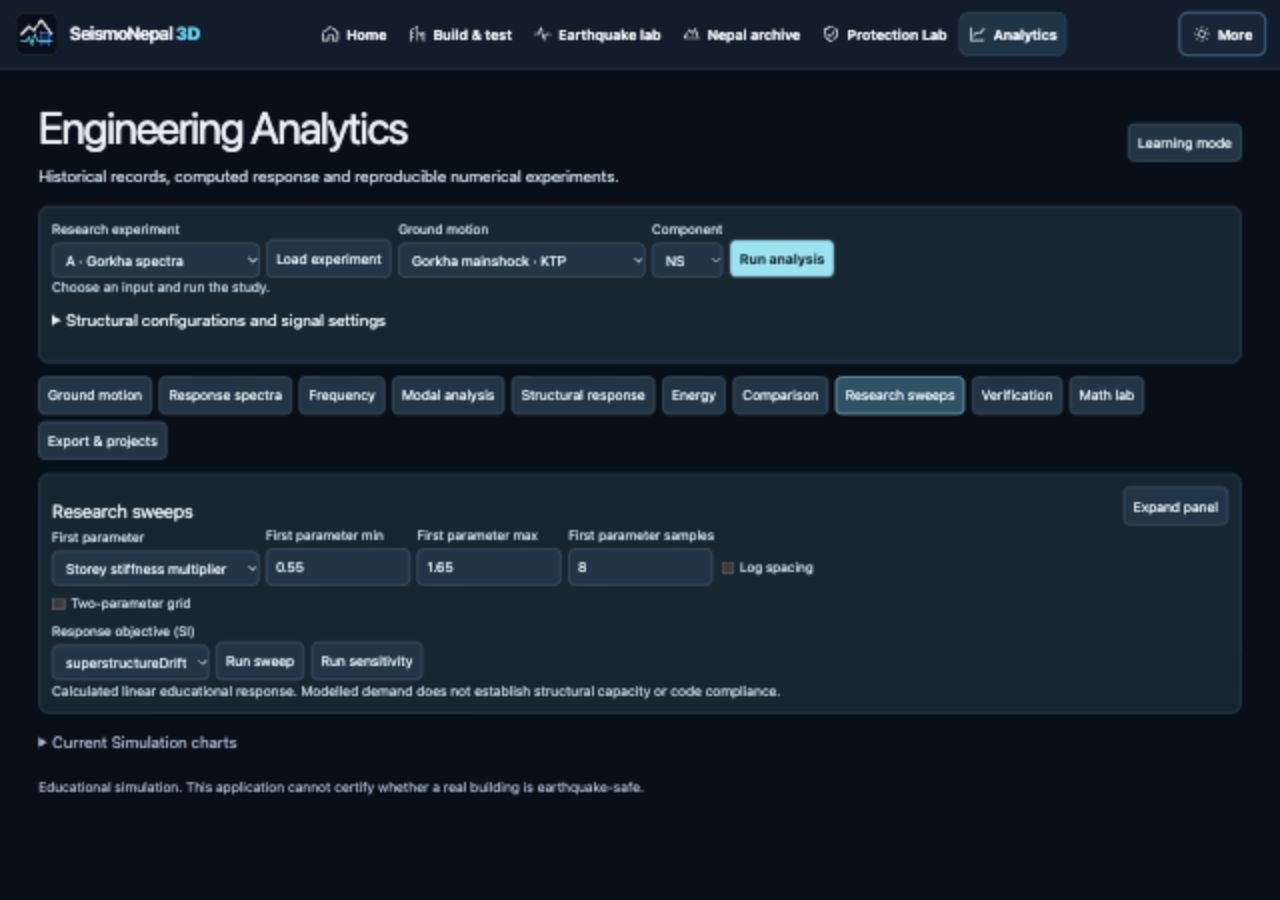 SeismoNepal 3D
Home
Build & test
Earthquake lab
Nepal archive
Protection Lab
Analytics
More
Engineering Analytics
Learning mode
Historical records, computed response and reproducible numerical experiments.
Research experiment
Ground motion
Component
A · Gorkha spectra
Load experiment
Gorkha mainshock · KTP
NS
Run analysis
Choose an input and run the study.
Structural configurations and signal settings
Ground motion
Response spectra
Frequency
Modal analysis
Structural response
Energy
Comparison
Research sweeps
Verification
Math lab
Export & projects
Research sweeps
Expand panel
First parameter
First parameter min
First parameter max
First parameter samples
Storey stiffness multiplier
0.55
1.65
8
Log spacing
Two-parameter grid
Response objective (SI)
superstructureDrift
Run sweep
Run sensitivity
Calculated linear educational response. Modelled demand does not establish structural capacity or code compliance.
Current Simulation charts
Educational simulation. This application cannot certify whether a real building is earthquake-safe.